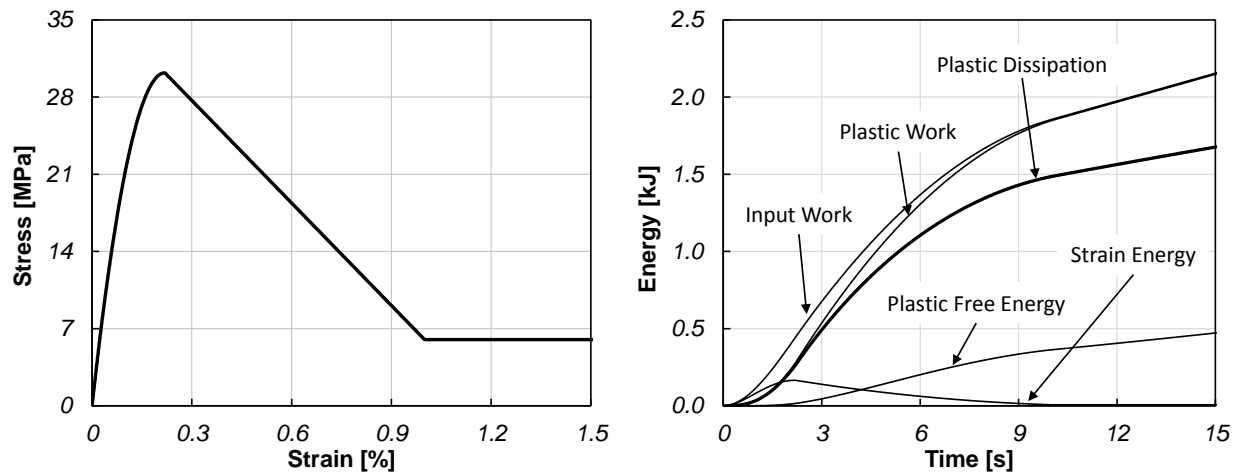 35
28
21
14
7
0
Stress [MPa]
0 0.3 0.6 0.9 1.2 1.5
Strain [%]
2.5
2.0
1.5
1.0
0.5
0.0
Energy [kJ]
Plastic Dissipation
Plastic Work
Input Work
Strain Energy
Plastic Free Energy
0 3 6 9 12 15
Time [s]